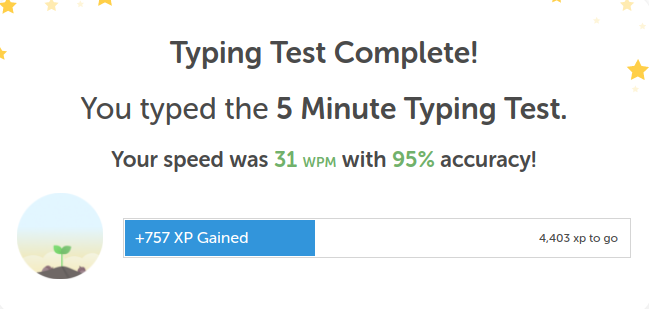 Typing Test Complete!
You typed the 5 Minute Typing Test.
Your speed was 31 WPM with 95% accuracy!
+757 XP Gained 4,403 xp to go